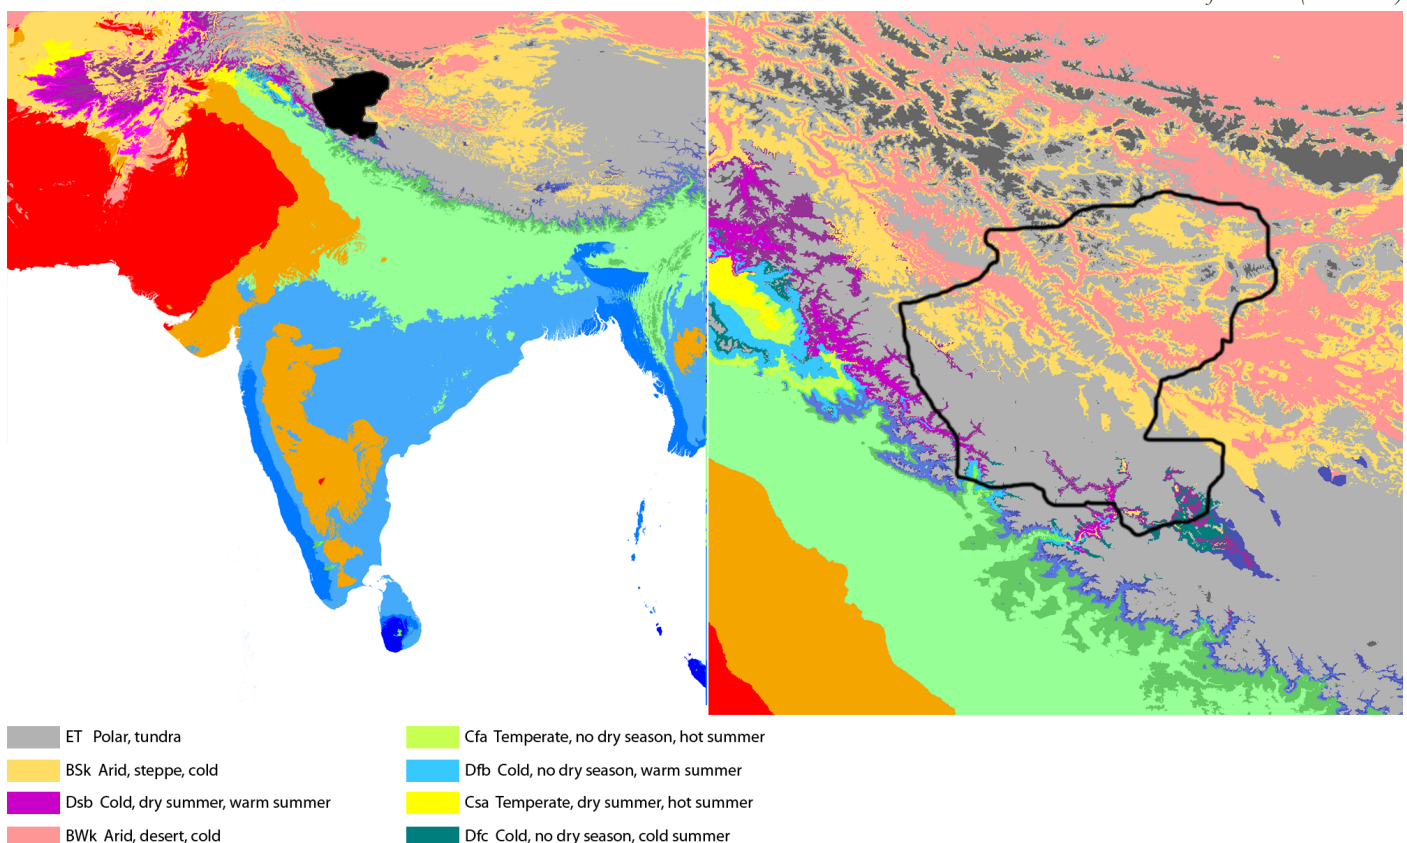 ET Polar, tundra
BSk Arid, steppe, cold
Dsb Cold, dry summer, warm summer
BWk Arid, desert, cold
Cfa Temperate, no dry season, hot summer
Dfb Cold, no dry season, warm summer
Csa Temperate, dry summer, hot summer
Dfc Cold, no dry season, cold summer